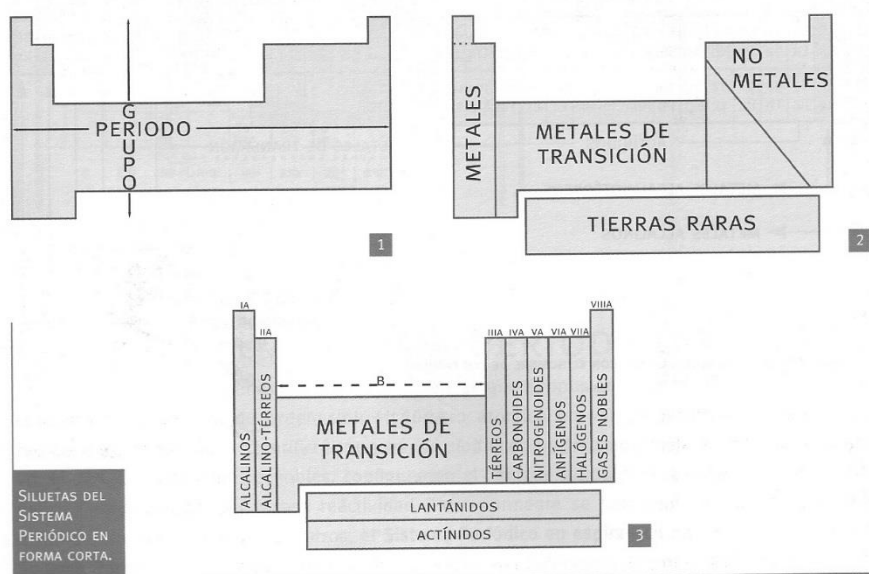 GRUPO
PERIODO
1
METALES
METALES DE
TRANSICIÓN
NO
METALES
TIERRAS RARAS
2
IA
IIA
B
IIIA IVA VA VIA VIIA
VIIIA
ALCALINOS
ALCALINO-TÉRREOS
METALES DE
TRANSICIÓN
TÉRREOS
CARBONOIDES
NITROGENOIDES
ANFÍGENOS
HALÓGENOS
GASES NOBLES
LANTÁNIDOS
ACTÍNIDOS
3
SILUETAS DEL
SISTEMA
PERIÓDICO EN
FORMA CORTA.